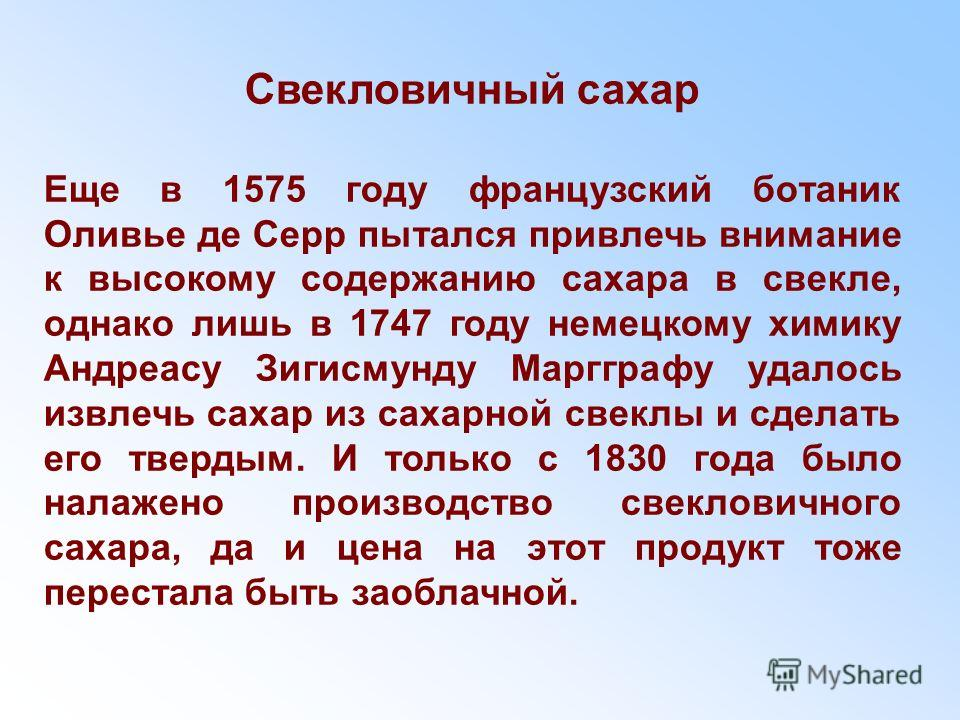 Свекловичный сахар
Еще в 1575 году французский ботаник
Оливье де Серр пытался привлечь внимание
к высокому содержанию сахара в свекле,
однако лишь в 1747 году немецкому химику
Андреасу Зигисмунду Маргграфу удалось
извлечь сахар из сахарной свеклы и сделать
его твердым. И только с 1830 года было
налажено производство свекловичного
сахара, да и цена на этот продукт тоже
перестала быть заоблачной.
MyShared